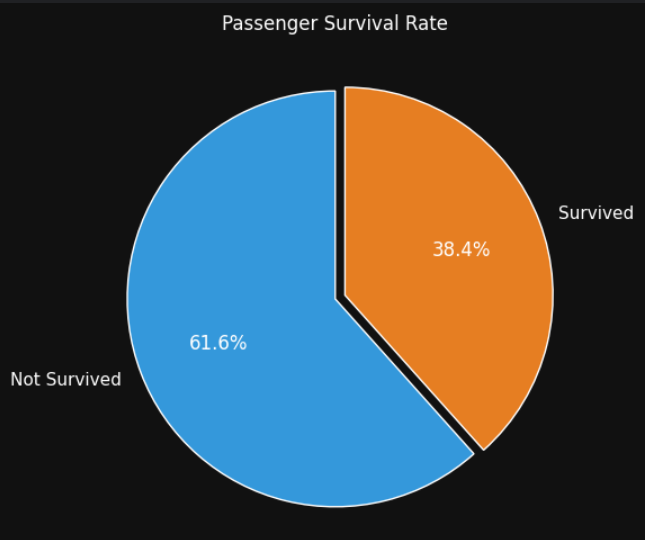 Passenger Survival Rate
Survived
38.4%
61.6%
Not Survived